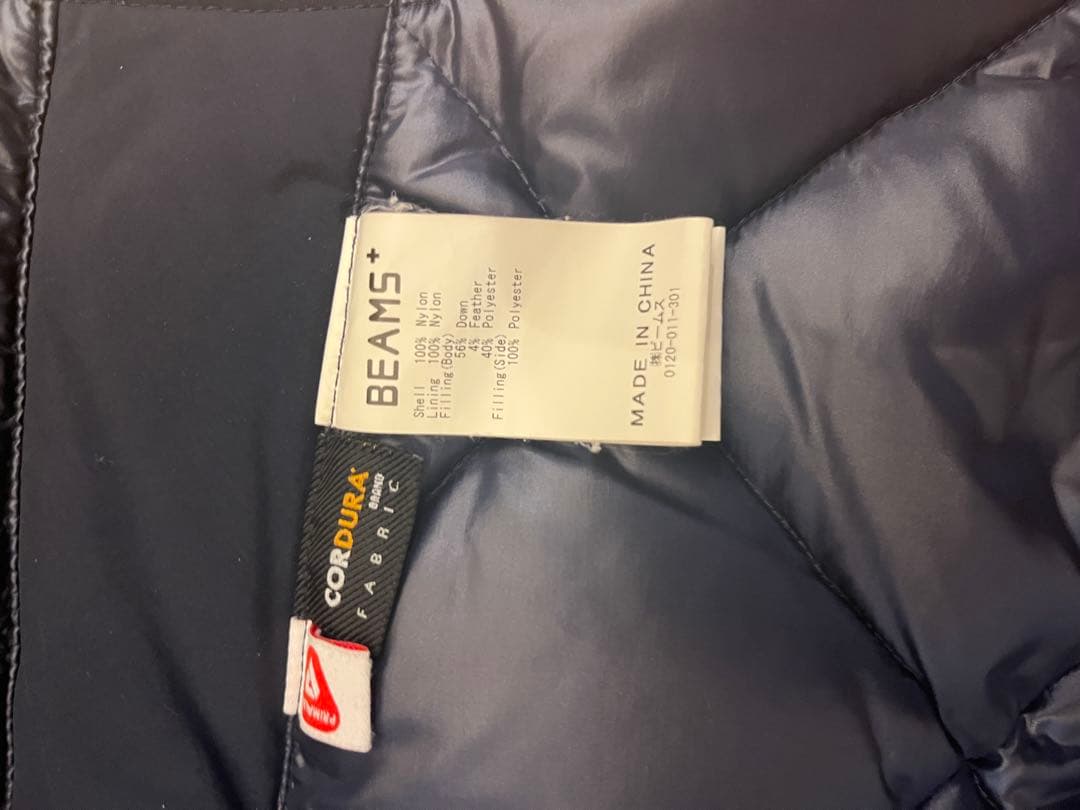 BEAMS+
Shell 100% Nylon
Lining 100% Nylon
Filling(Body)
56% Down
4% Feather
40% Polyester
Filling(Side)
100% Polyester
MADE IN CHINA
㈱ビームス
0120-011-301
CORDURA
BRAND
FABRIC